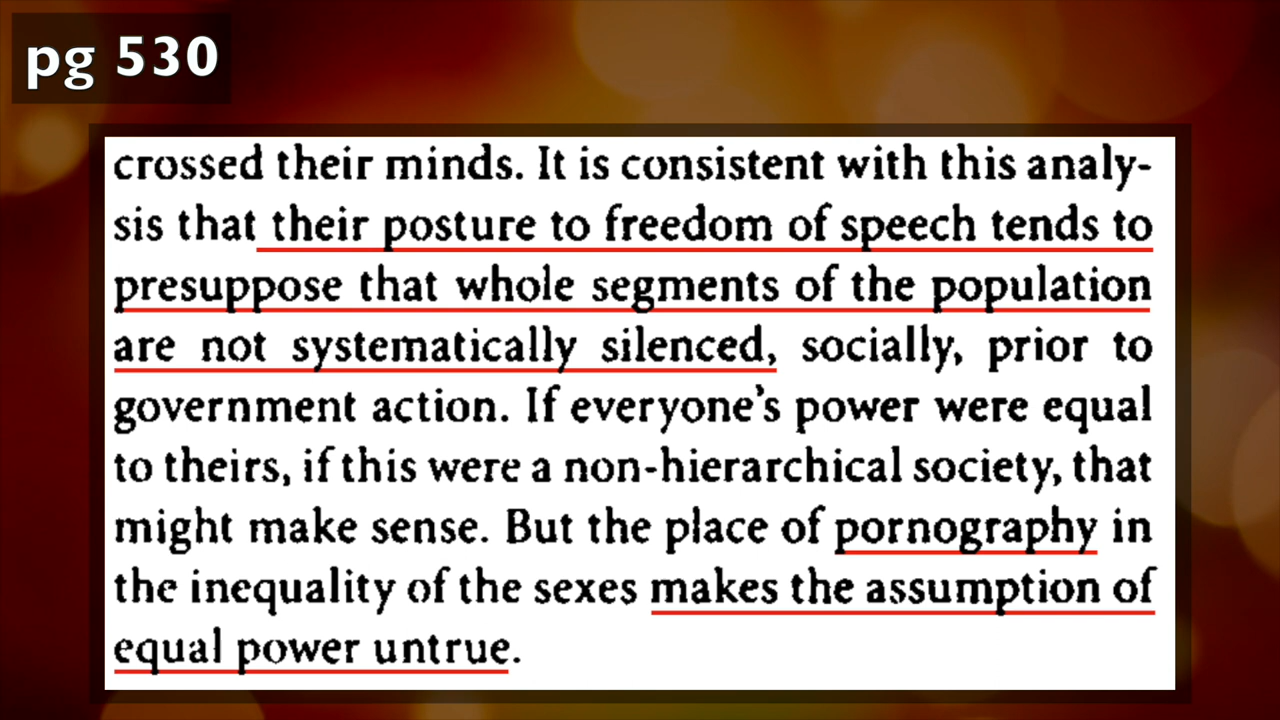 pg 530
crossed their minds. It is consistent with this analy-
sis that their posture to freedom of speech tends to
presuppose that whole segments of the population
are not systematically silenced, socially, prior to
government action. If everyone's power were equal
to theirs, if this were a non-hierarchical society, that
might make sense. But the place of pornography in
the inequality of the sexes makes the assumption of
equal power untrue.